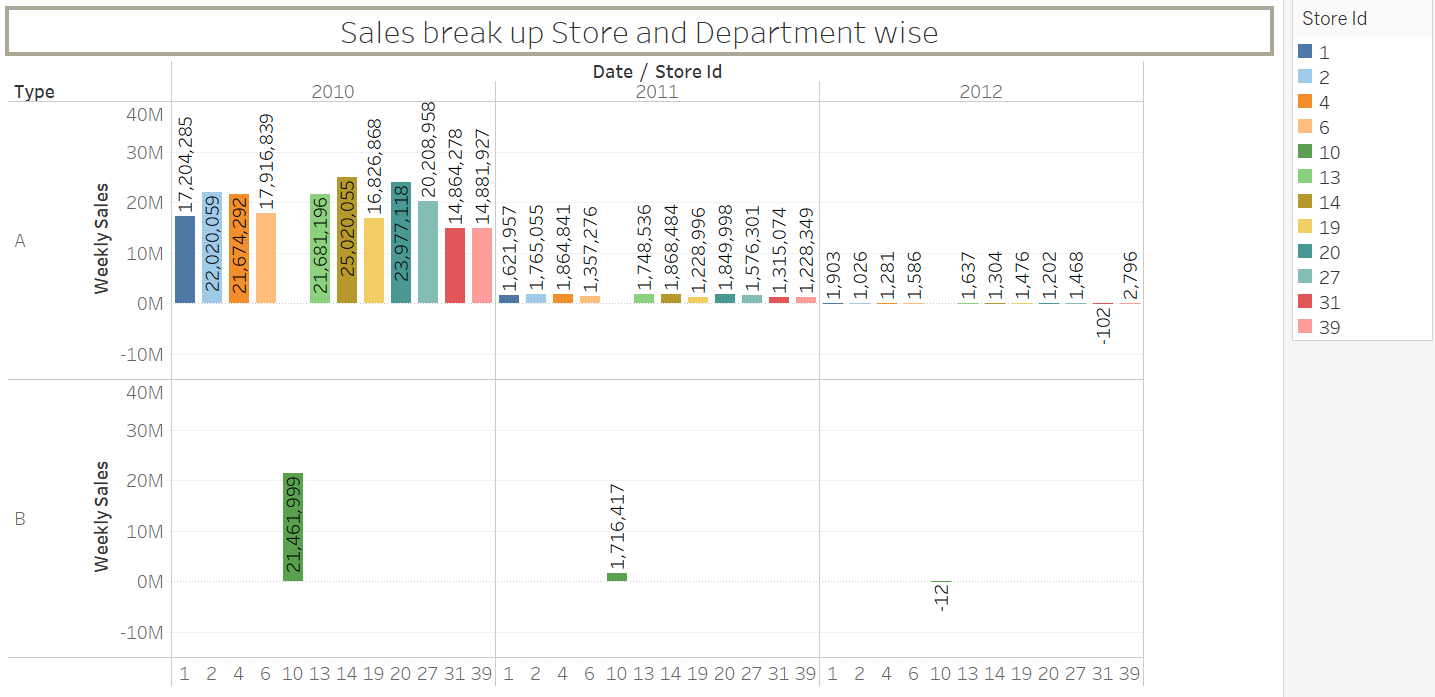 Sales break up Store and Department wise
Store Id
1
2
4
6
10
13
14
19
20
27
31
39
Date / Store Id
Type
2010
2011
2012
A
Weekly Sales
40M
30M
20M
10M
0M
-10M
17,204,285
22,020,059
21,674,292
17,916,839
21,681,196
25,020,055
16,826,868
23,977,118
20,208,958
14,864,278
14,881,927
1,621,957
1,765,055
1,864,841
1,357,276
1,748,536
1,868,484
1,228,996
1,849,998
1,576,301
1,315,074
1,228,349
1,903
1,026
1,281
1,586
1,637
1,304
1,476
1,202
1,468
-102
2,796
B
Weekly Sales
40M
30M
20M
10M
0M
-10M
21,461,999
1,716,417
-12
1 2 4 6 10 13 14 19 20 27 31 39 1 2 4 6 10 13 14 19 20 27 31 39 1 2 4 6 10 13 14 19 20 27 31 39